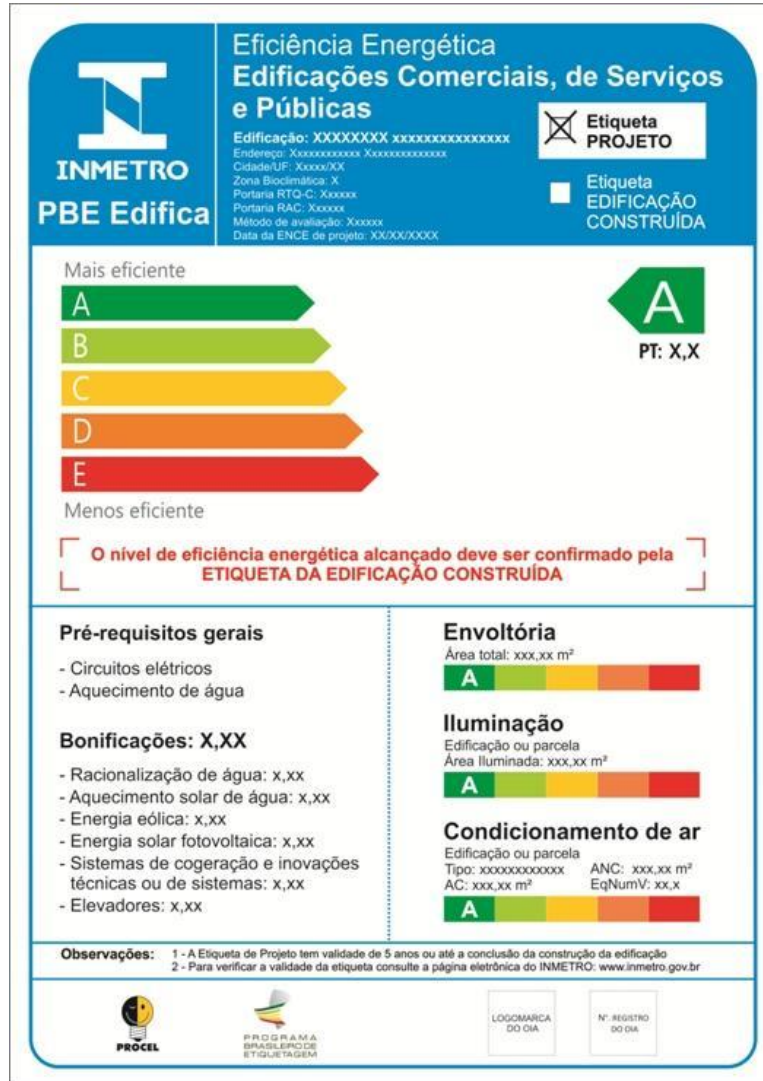 INMETRO
PBE Edifica
Eficiência Energética
Edificações Comerciais, de Serviços
e Públicas
Edificação: XXXXXXXX xxxxxxxxxxxxxxx
Endereço: Xxxxxxxxxxxx Xxxxxxxxxxxxxx
Cidade/UF: Xxxxx/XX
Zona Bioclimática: X
Portaria RTQ-C: Xxxxxx
Portaria RAC: Xxxxxx
Método de avaliação: Xxxxxx
Data da ENCE de projeto: XX/XX/XXXX
Etiqueta
PROJETO
Etiqueta
EDIFICAÇÃO
CONSTRUÍDA
Mais eficiente
A
B
C
D
E
Menos eficiente
A
PT: X,X
O nível de eficiência energética alcançado deve ser confirmado pela
ETIQUETA DA EDIFICAÇÃO CONSTRUÍDA
Pré-requisitos gerais
- Circuitos elétricos
- Aquecimento de água
Bonificações: X,XX
- Racionalização de água: x,xx
- Aquecimento solar de água: x,xx
- Energia eólica: x,xx
- Energia solar fotovoltaica: x,xx
- Sistemas de cogeração e inovações
técnicas ou de sistemas: x,xx
- Elevadores: x,xx
Envoltória
Área total: xxx,xx m²
A
Iluminação
Edificação ou parcela
Área Iluminada: xxx,xx m²
A
Condicionamento de ar
Edificação ou parcela
Tipo: xxxxxxxxxxxx ANC: xxx,xx m²
AC: xxx,xx m² EqNumV: xx,x
A
Observações: 1 - A Etiqueta de Projeto tem validade de 5 anos ou até a conclusão da construção da edificação
2 - Para verificar a validade da etiqueta consulte a página eletrônica do INMETRO: www.inmetro.gov.br
PROCEL
PROGRAMA
BRASILEIRO DE
ETIQUETAGEM
LOGOMARCA
DO OIA
Nº. REGISTRO
DO OIA